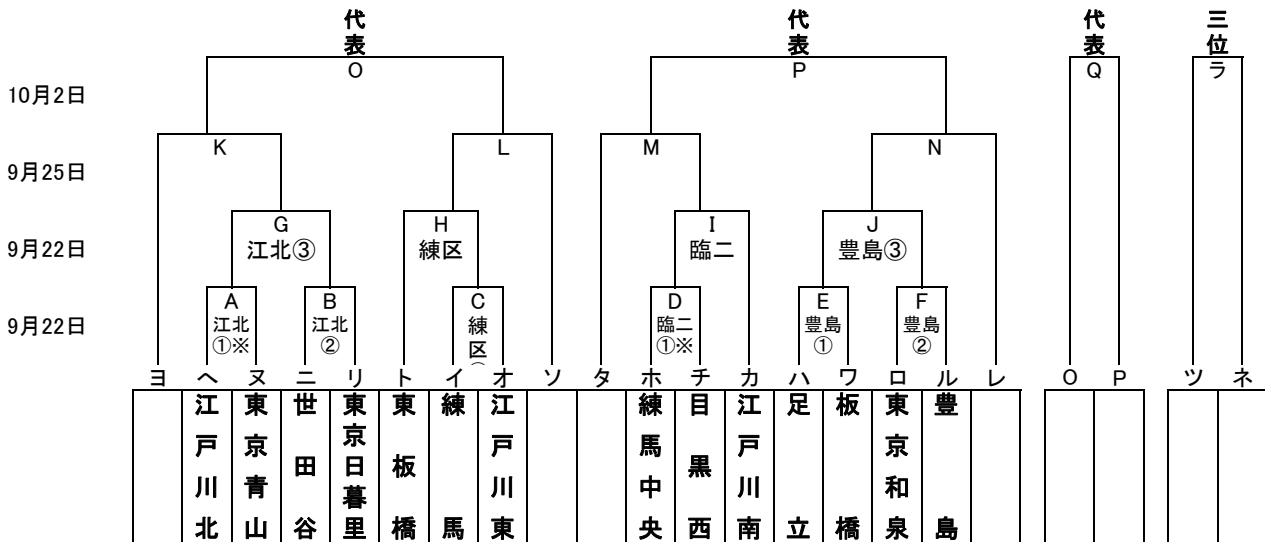 代表 代表 代表 三位
O P Q ラ
10月2日
K L M N
9月25日
G H I J
9月22日 江北③ 練区 臨二 豊島③
A B C D E F
9月22日 江北①※ 江北② 練区 臨二①※ 豊島① 豊島②
ヨ ヘ ヌ ニ リ ト イ オ ソ タ ホ チ カ ハ ワ ロ ル レ O P ツ ネ
江戸川北 東京青山 世田谷 東京日暮里 東板橋 練馬 江戸川東 練馬中央 目黒西 江戸川南 足立 板橋 東京和泉 豊島